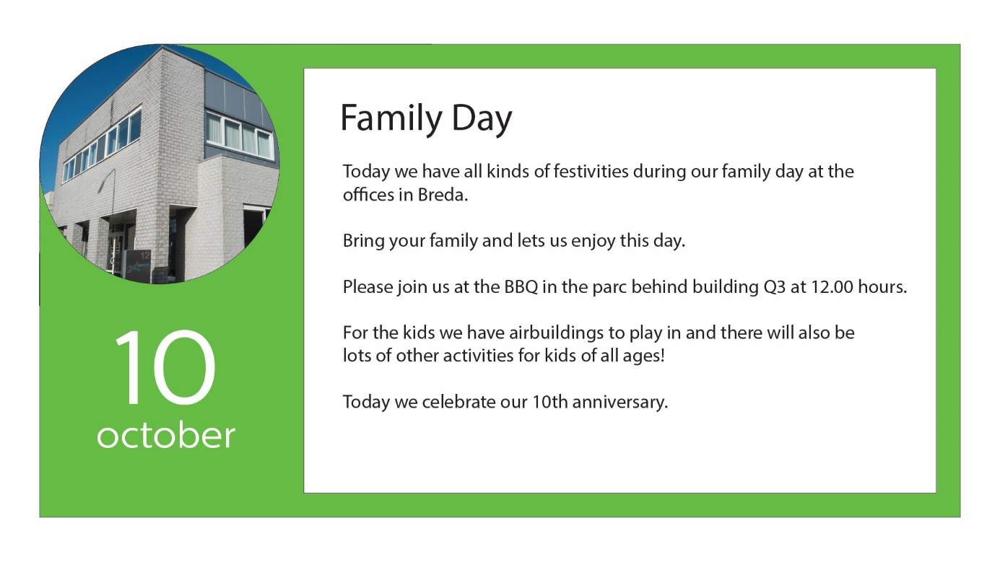 12
10
october
Family Day
Today we have all kinds of festivities during our family day at the
offices in Breda.
Bring your family and lets us enjoy this day.
Please join us at the BBQ in the parc behind building Q3 at 12.00 hours.
For the kids we have airbuildings to play in and there will also be
lots of other activities for kids of all ages!
Today we celebrate our 10th anniversary.